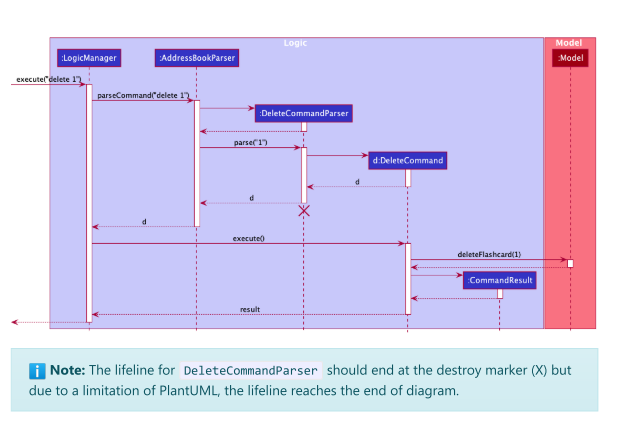 Logic
Model
:LogicManager
:AddressBookParser
:Model
execute("delete 1")
parseCommand("delete 1")
:DeleteCommandParser
parse("1")
d:DeleteCommand
d
d
d
execute()
deleteFlashcard(1)
:CommandResult
result
i Note: The lifeline for DeleteCommandParser should end at the destroy marker (X) but
due to a limitation of PlantUML, the lifeline reaches the end of diagram.